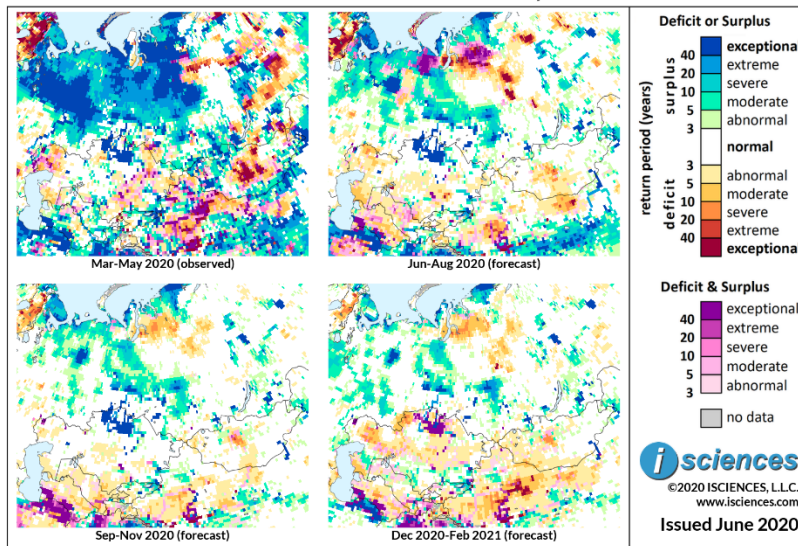 Mar-May 2020 (observed)
Jun-Aug 2020 (forecast)
Sep-Nov 2020 (forecast)
Dec 2020-Feb 2021 (forecast)
Deficit or Surplus
return period (years)
surplus
deficit
40
20
10
5
3
3
5
10
20
40
exceptiona
extreme
severe
moderate
abnormal
normal
abnormal
moderate
severe
extreme
exceptiona
Deficit & Surplus
40
20
10
5
3
exceptional
extreme
severe
moderate
abnormal
no data
i sciences
©2020 ISCIENCES, L.L.C.
www.isciences.com
Issued June 2020